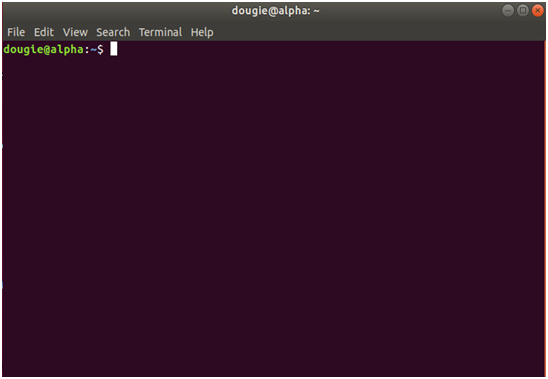 dougie@alpha: ~
File Edit View Search Terminal Help
dougie@alpha:~$